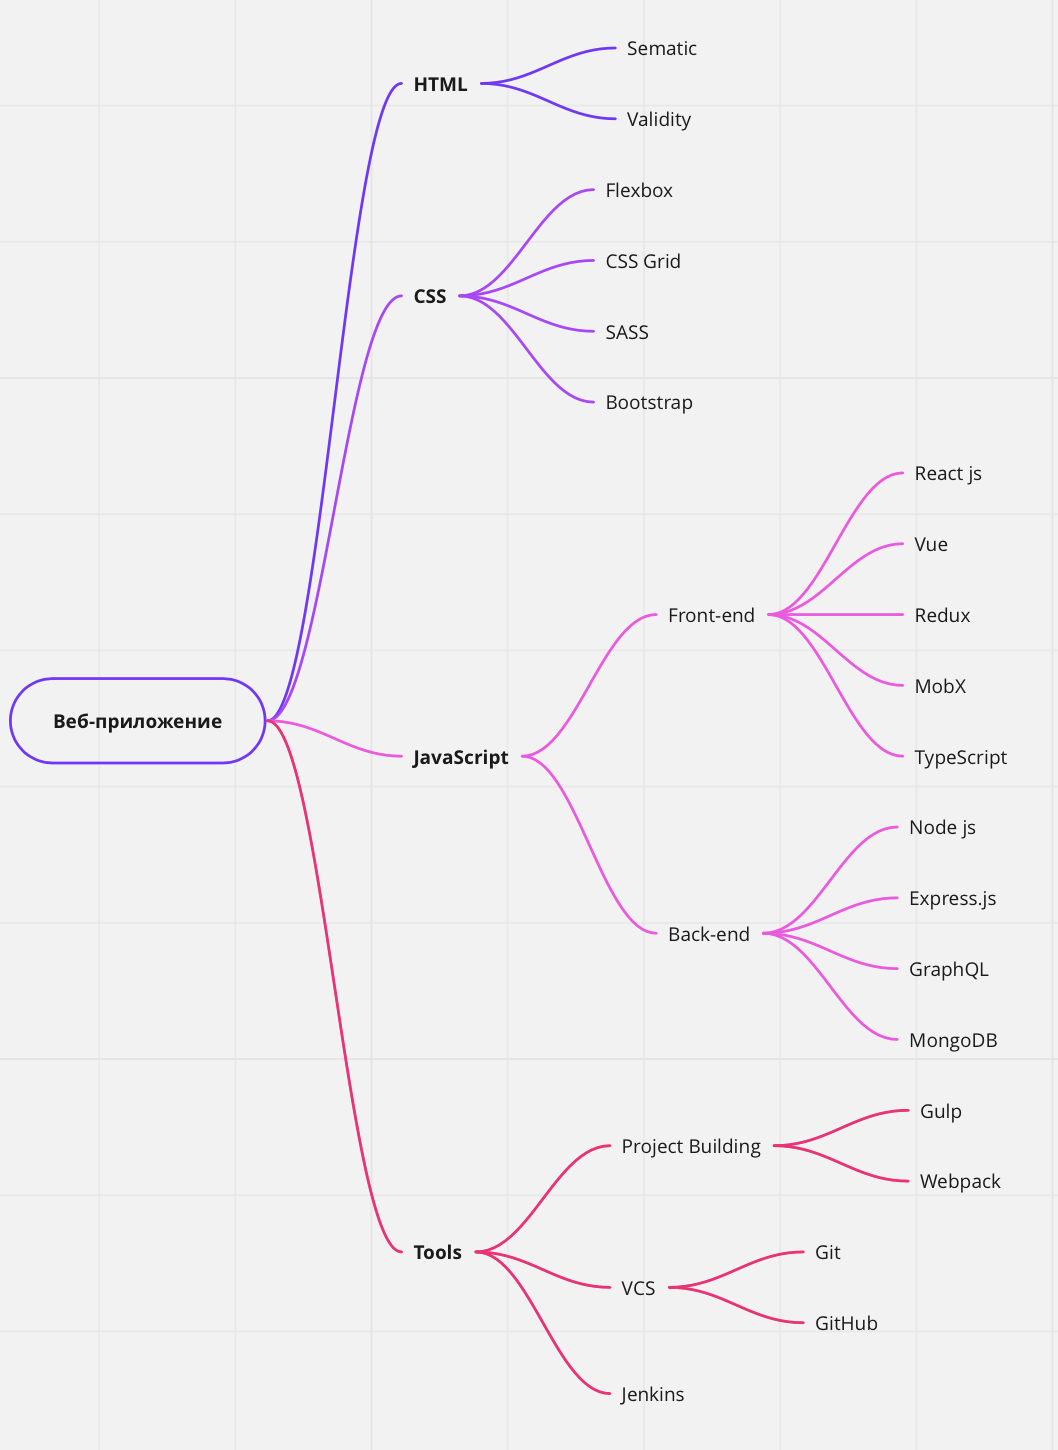 Sematic
HTML
Validity
Flexbox
CSS Grid
CSS
SASS
Bootstrap
React js
Vue
Front-end
Redux
MobX
Веб-приложение
JavaScript
TypeScript
Node js
Express.js
Back-end
GraphQL
MongoDB
Gulp
Project Building
Webpack
Tools
Git
VCS
GitHub
Jenkins